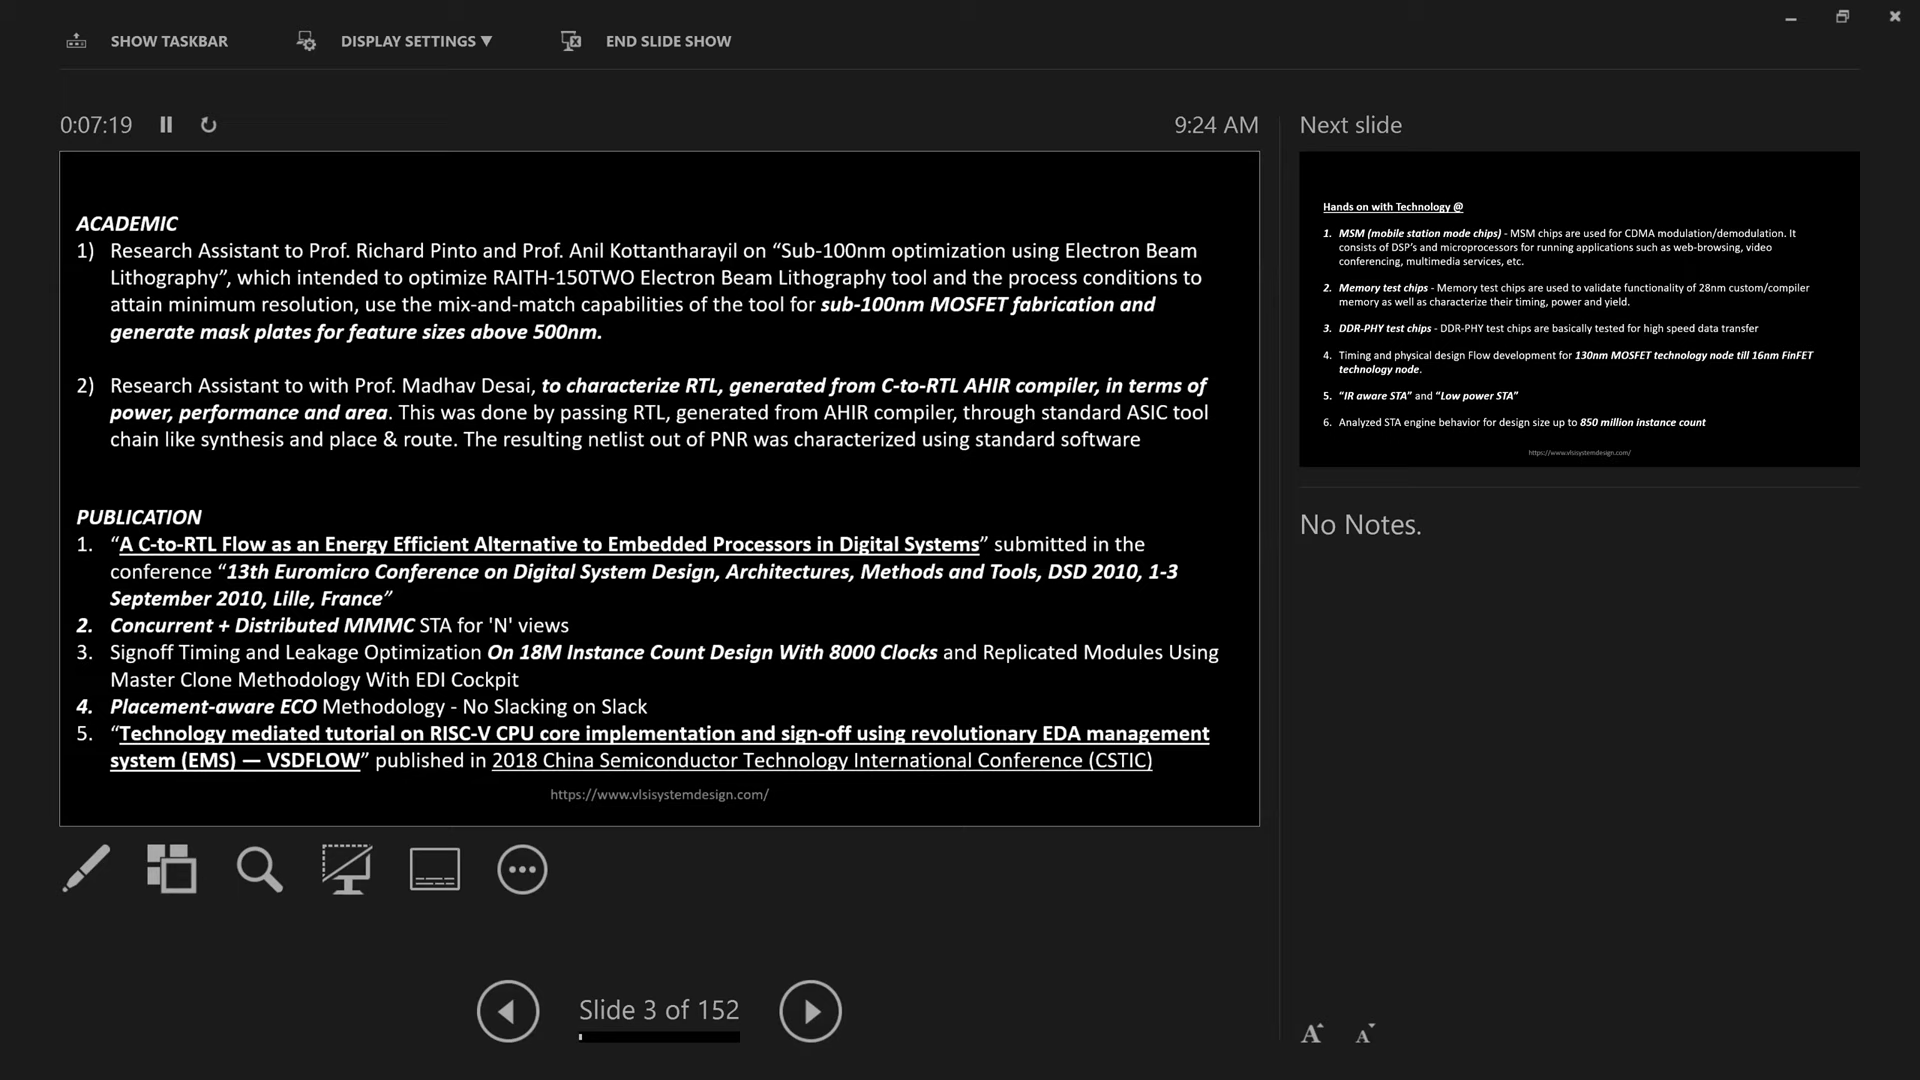 SHOW TASKBAR
DISPLAY SETTINGS ▼
END SLIDE SHOW
0:07:19
9:24 AM
ACADEMIC
1) Research Assistant to Prof. Richard Pinto and Prof. Anil Kottantharayil on “Sub-100nm optimization using Electron Beam
Lithography”, which intended to optimize RAITH-150TWO Electron Beam Lithography tool and the process conditions to
attain minimum resolution, use the mix-and-match capabilities of the tool for sub-100nm MOSFET fabrication and
generate mask plates for feature sizes above 500nm.
2) Research Assistant to with Prof. Madhav Desai, to characterize RTL, generated from C-to-RTL AHIR compiler, in terms of
power, performance and area. This was done by passing RTL, generated from AHIR compiler, through standard ASIC tool
chain like synthesis and place & route. The resulting netlist out of PNR was characterized using standard software
PUBLICATION
1. “A C-to-RTL Flow as an Energy Efficient Alternative to Embedded Processors in Digital Systems” submitted in the
conference “13th Euromicro Conference on Digital System Design, Architectures, Methods and Tools, DSD 2010, 1-3
September 2010, Lille, France”
2. Concurrent + Distributed MMMC STA for 'N' views
3. Signoff Timing and Leakage Optimization On 18M Instance Count Design With 8000 Clocks and Replicated Modules Using
Master Clone Methodology With EDI Cockpit
4. Placement-aware ECO Methodology - No Slacking on Slack
5. “Technology mediated tutorial on RISC-V CPU core implementation and sign-off using revolutionary EDA management
system (EMS) — VSDFLOW” published in 2018 China Semiconductor Technology International Conference (CSTIC)
https://www.vlsisystemdesign.com/
Slide 3 of 152
Next slide
Hands on with Technology @
1. MSM (mobile station mode chips) - MSM chips are used for CDMA modulation/demodulation. It
consists of DSP's and microprocessors for running applications such as web-browsing, video
conferencing, multimedia services, etc.
2. Memory test chips - Memory test chips are used to validate functionality of 28nm custom/compiler
memory as well as characterize their timing, power and yield.
3. DDR-PHY test chips - DDR-PHY test chips are basically tested for high speed data transfer
4. Timing and physical design Flow development for 130nm MOSFET technology node till 16nm FinFET
technology node.
5. “IR aware STA” and “Low power STA”
6. Analyzed STA engine behavior for design size up to 850 million instance count
https://www.vlsisystemdesign.com/
No Notes.
A A